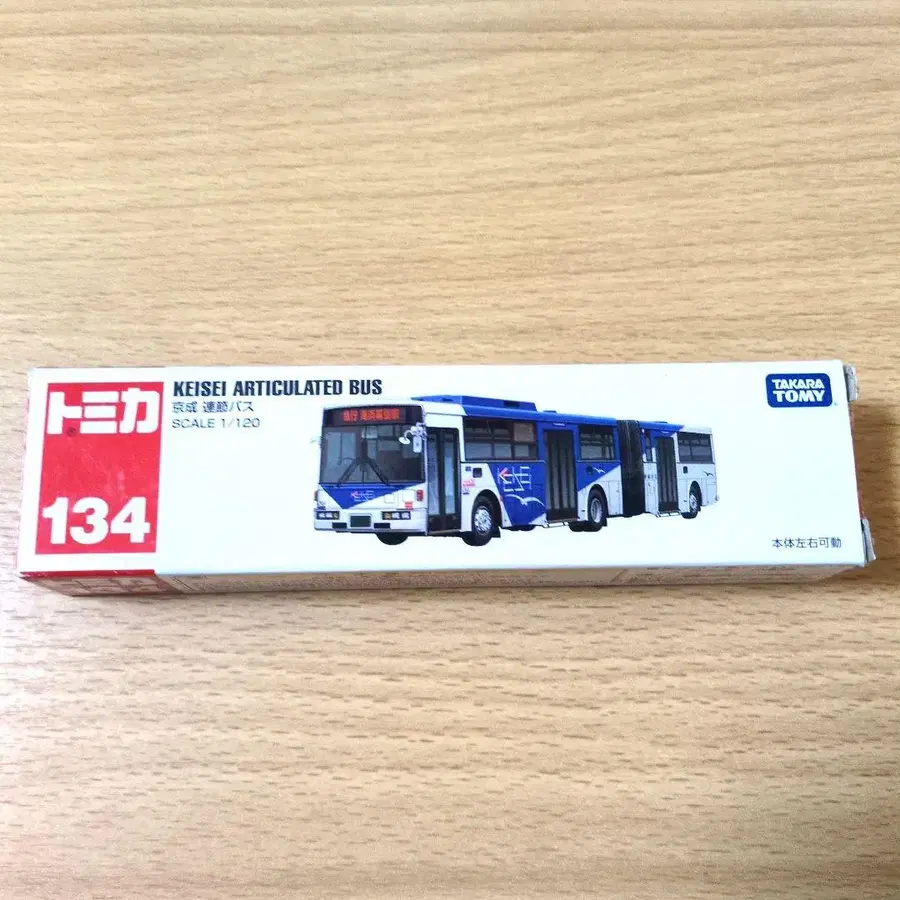 トミカ
134
KEISEI ARTICULATED BUS
京成 連節バス
SCALE 1/120
KEISEI
KEISEI
TAKARA
TOMY
本体左右可動